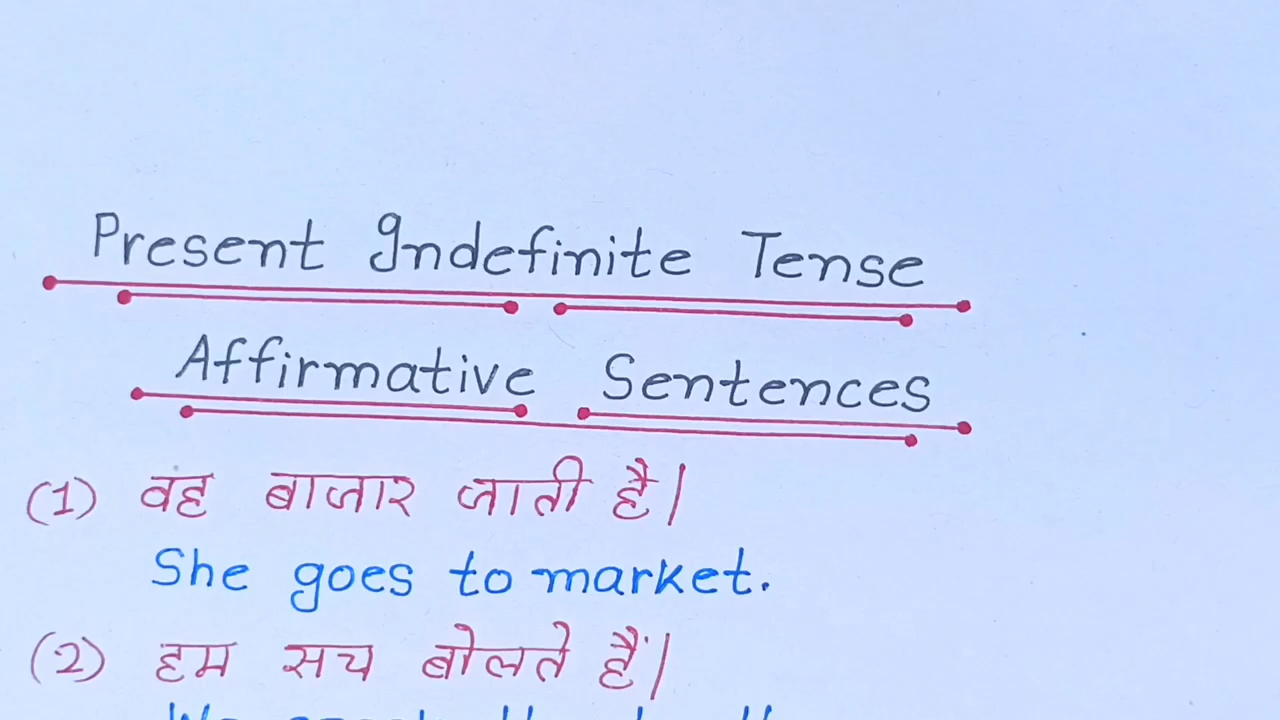 Present Indefinite Tense
Affirmative Sentences
(1) वह बाजार जाती है।
She goes to market.
(2) हम सच बोलते हैं।